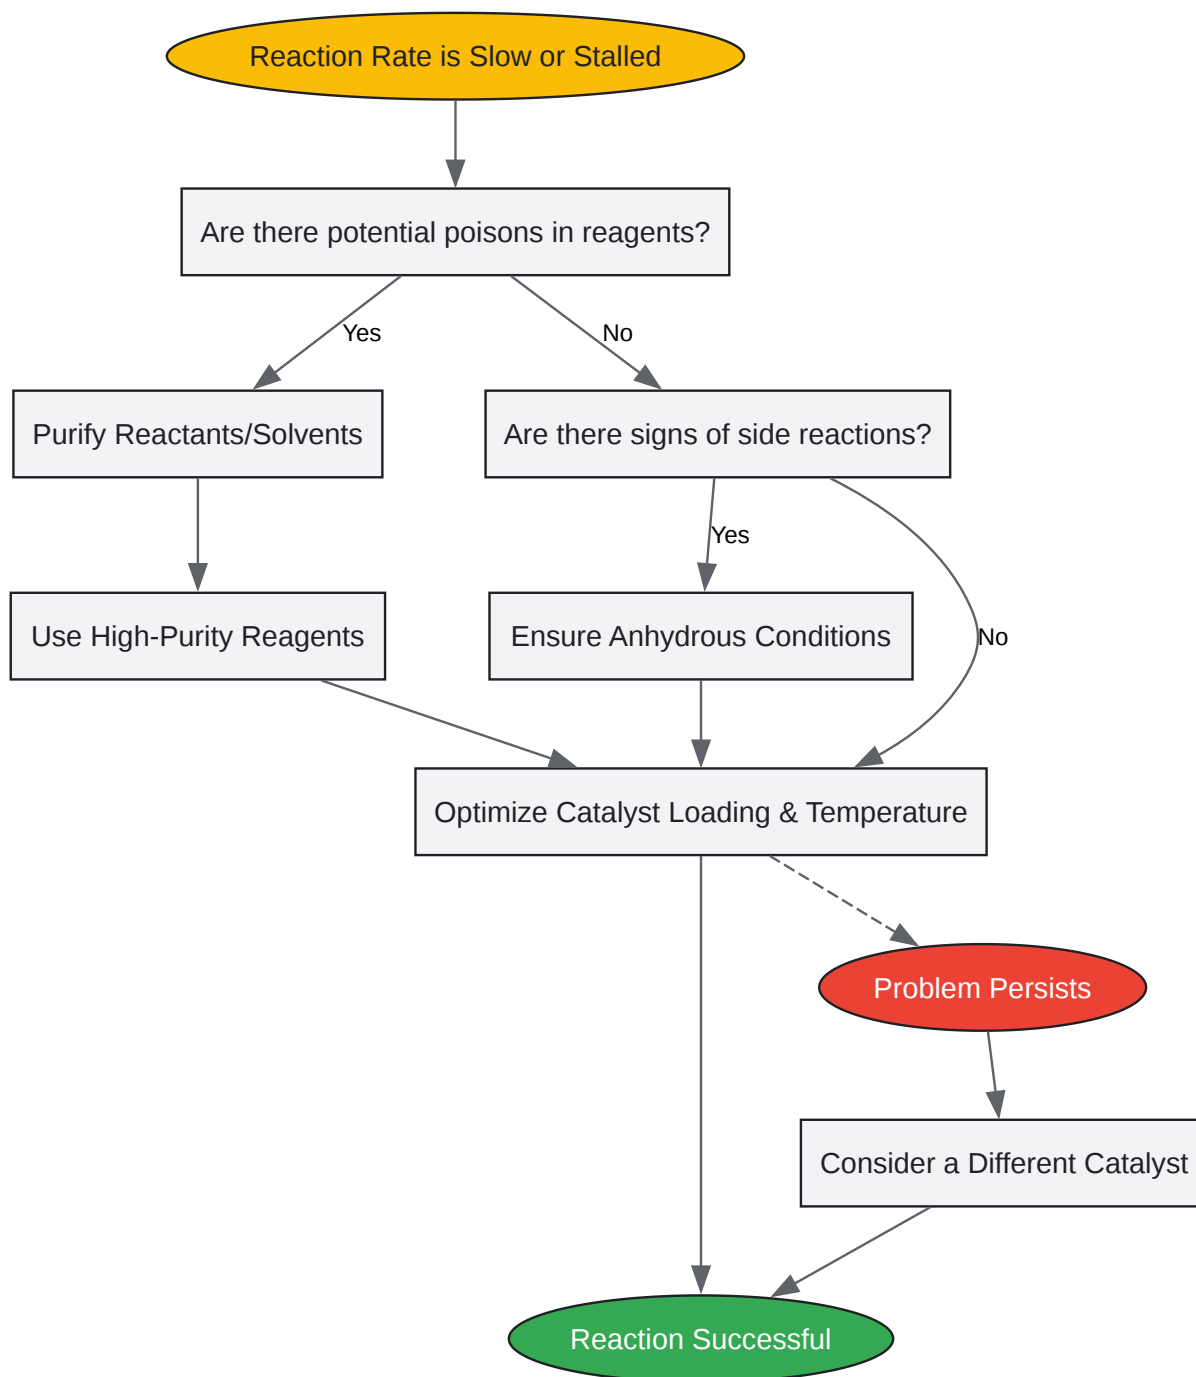 Reaction Rate is Slow or Stalled
Are there potential poisons in reagents?
Yes
No
Purify Reactants/Solvents
Are there signs of side reactions?
Yes
Use High-Purity Reagents
Ensure Anhydrous Conditions
No
Optimize Catalyst Loading & Temperature
Problem Persists
Consider a Different Catalyst
Reaction Successful